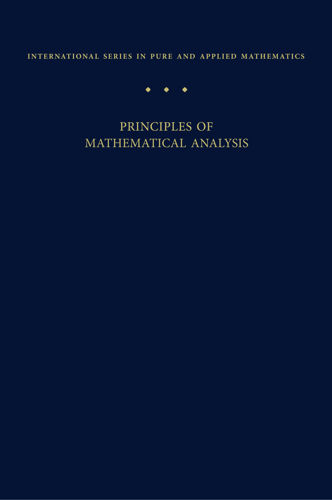 INTERNATIONAL SERIES IN PURE AND APPLIED MATHEMATICS
PRINCIPLES OF
MATHEMATICAL ANALYSIS